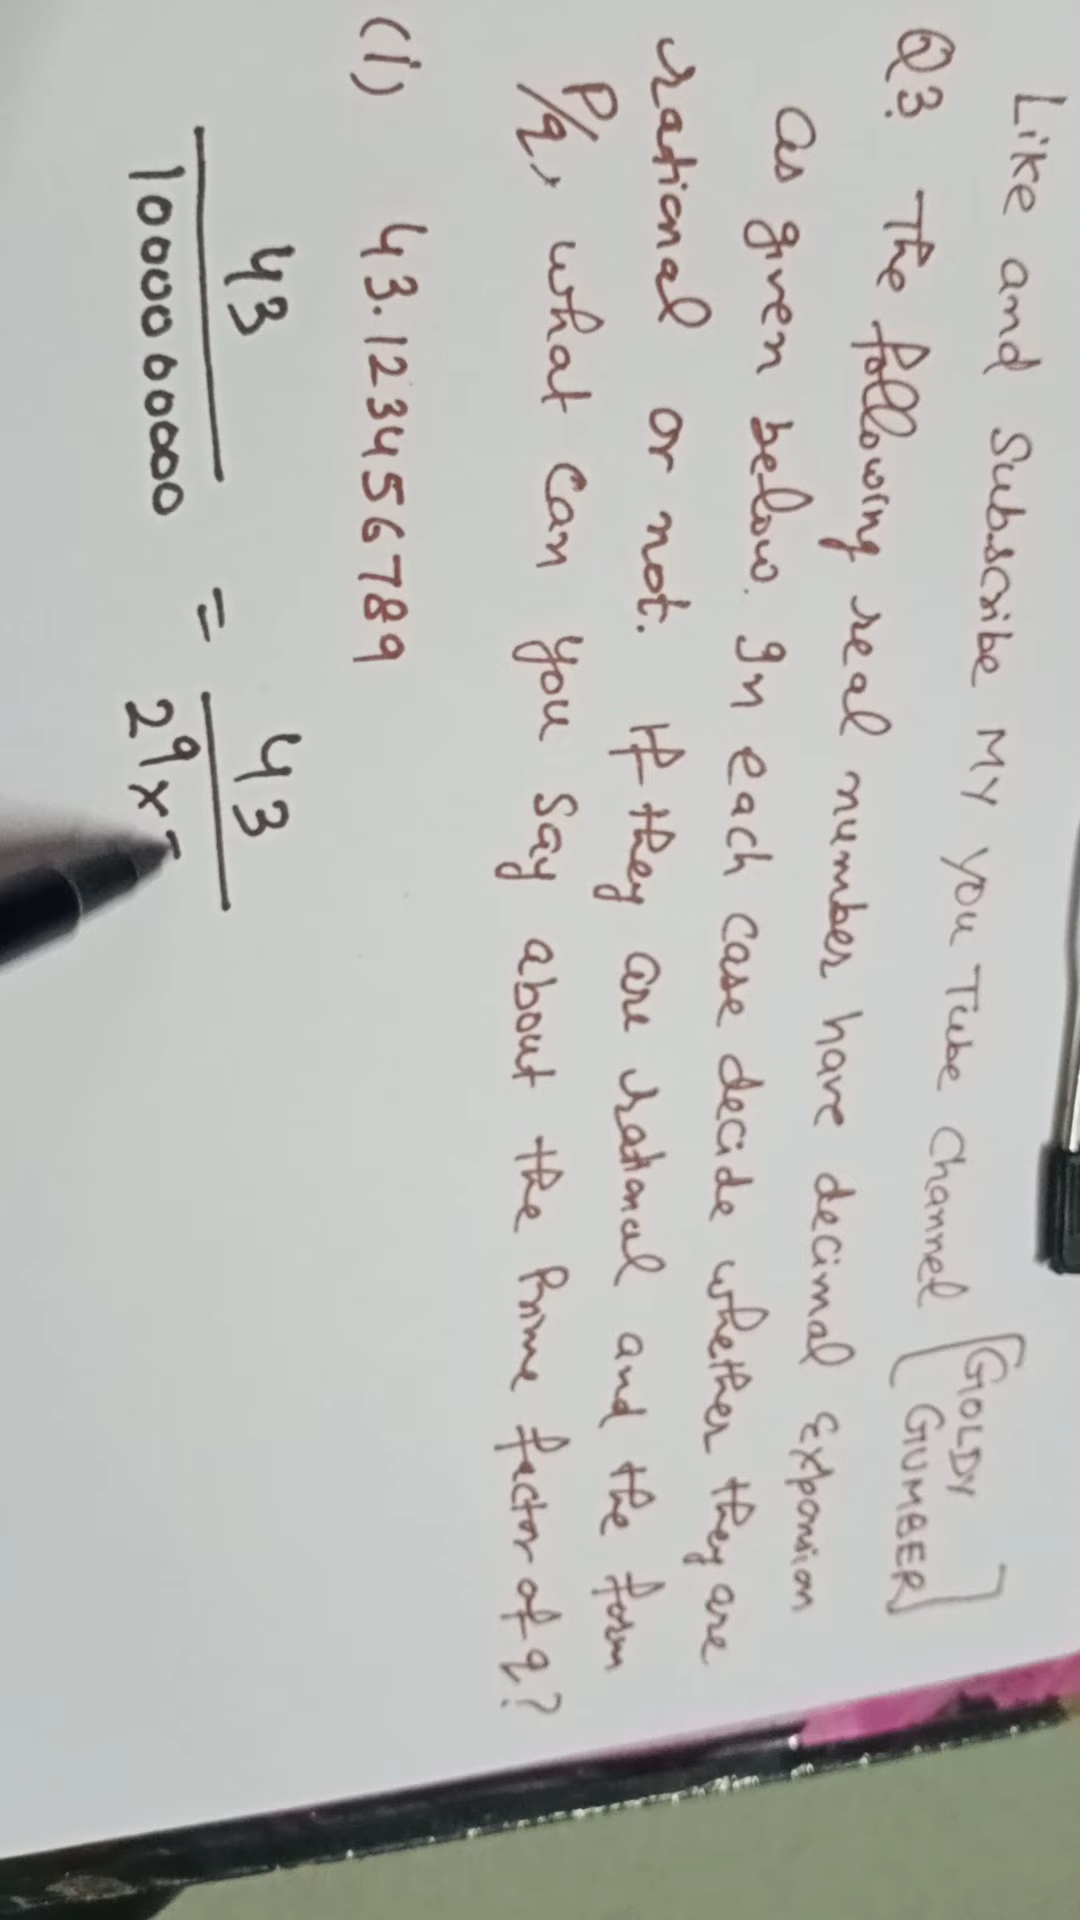 Like and Subscribe My You Tube Channel [GOLDY GUMBER]
Q3. The following real number have decimal expansion
as given below. In each case decide whether they are
rational or not. If they are rational and the form
P/q, what can you say about the Prime factor of q?
(i) 43.123456789
43 / 1000000000 = 43 / 2⁹×